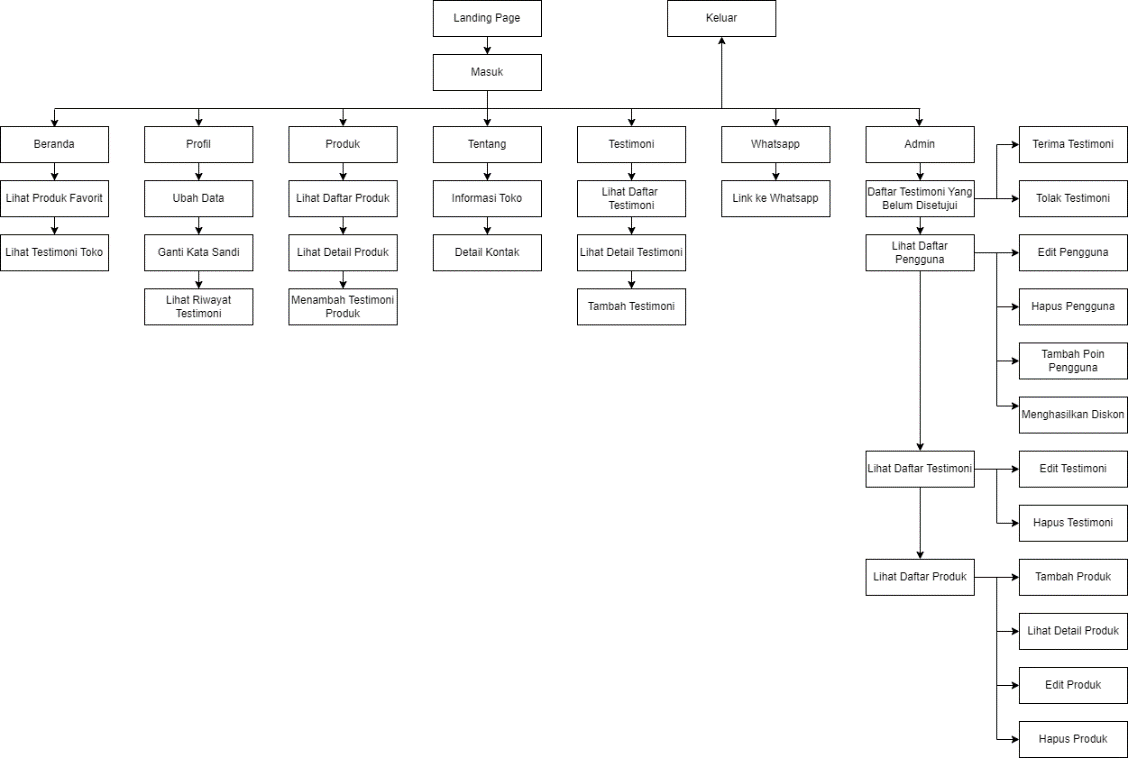 Landing Page
Keluar
Masuk
Beranda
Profil
Produk
Tentang
Testimoni
Whatsapp
Admin
Terima Testimoni
Lihat Produk Favorit
Ubah Data
Lihat Daftar Produk
Informasi Toko
Lihat Daftar
Testimoni
Link ke Whatsapp
Daftar Testimoni Yang
Belum Disetujui
Tolak Testimoni
Lihat Testimoni Toko
Ganti Kata Sandi
Lihat Detail Produk
Detail Kontak
Lihat Detail Testimoni
Lihat Daftar
Pengguna
Edit Pengguna
Lihat Riwayat
Testimoni
Menambah Testimoni
Produk
Tambah Testimoni
Hapus Pengguna
Tambah Poin
Pengguna
Menghasilkan Diskon
Lihat Daftar Testimoni
Edit Testimoni
Hapus Testimoni
Lihat Daftar Produk
Tambah Produk
Lihat Detail Produk
Edit Produk
Hapus Produk